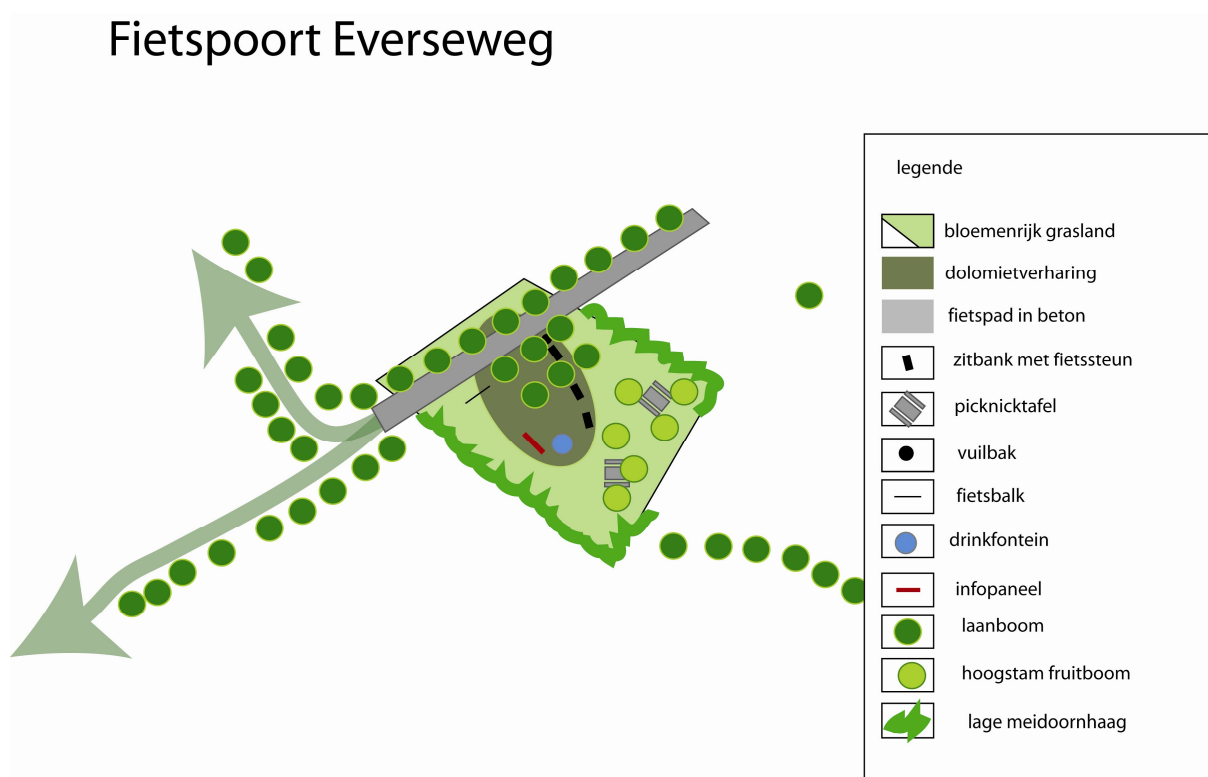 Fietspoort Everseweg
legende
bloemenrijk grasland
dolomietverharing
fietspad in beton
zitbank met fietssteun
picknicktafel
vuilbak
fietsbalk
drinkfontein
infopaneel
laanboom
hoogstam fruitboom
lage meidoornhaag